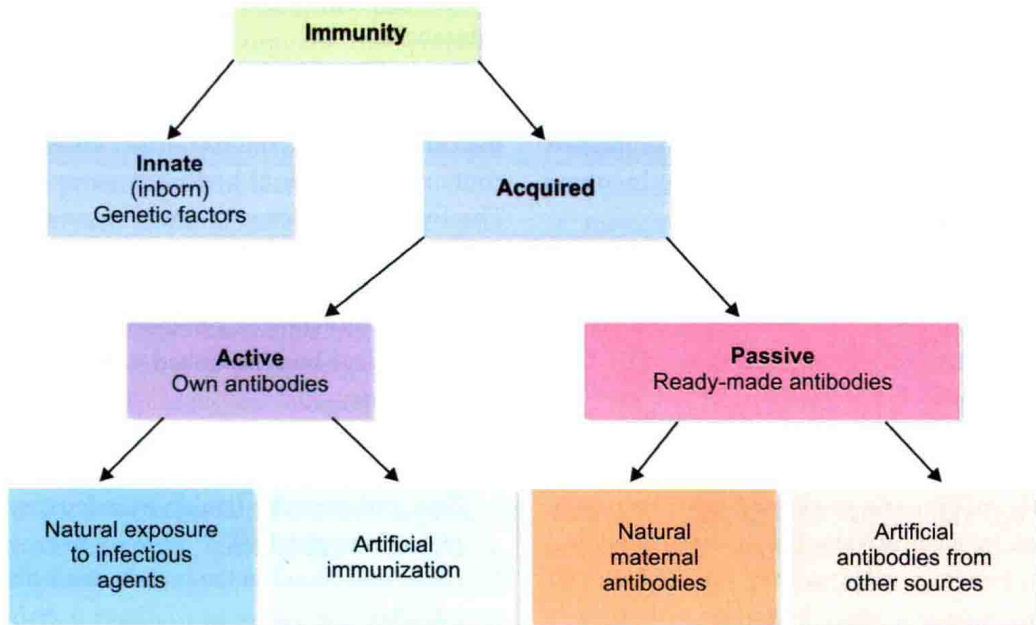 Immunity
Innate
(inborn)
Genetic factors
Acquired
Active
Own antibodies
Passive
Ready-made antibodies
Natural exposure
to infectious
agents
Artificial
immunization
Natural
maternal
antibodies
Artificial
antibodies from
other sources